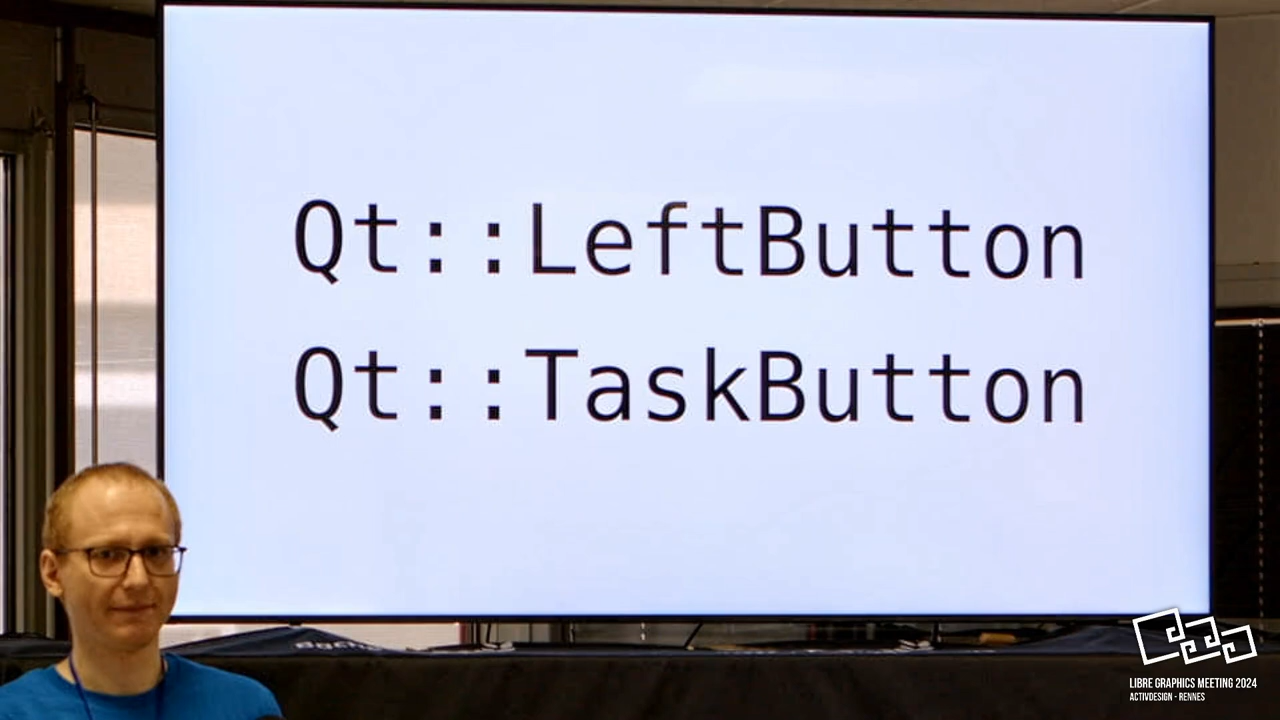 Qt::LeftButton
Qt::TaskButton
LIBRE GRAPHICS MEETING 2024
ACTIVDESIGN - RENNES